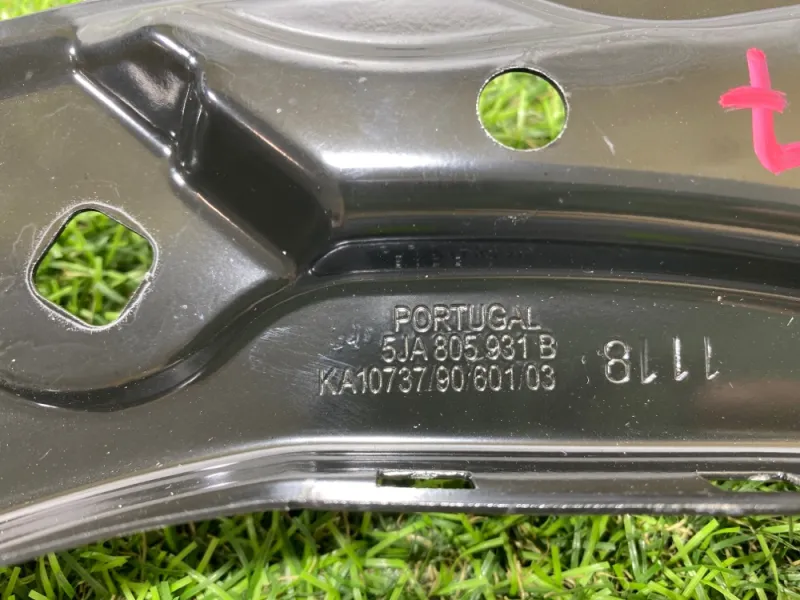 PORTUGAL
5JA 805 931 B
KA10737/90/601/03
1118